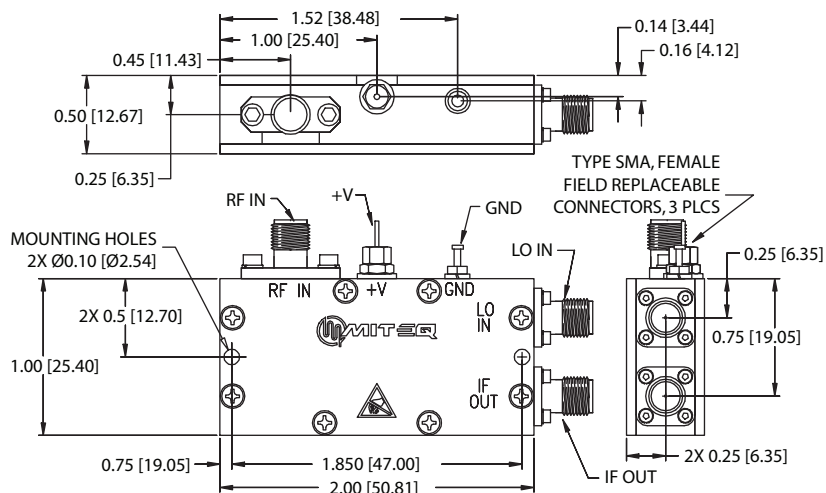 1.52 [38.48]
1.00 [25.40]
0.45 [11.43]
0.14 [3.44]
0.16 [4.12]
0.50 [12.67]
0.25 [6.35]
TYPE SMA, FEMALE
FIELD REPLACEABLE
CONNECTORS, 3 PLCS
RF IN
+V
GND
LO IN
MOUNTING HOLES
2X Ø0.10 [Ø2.54]
0.25 [6.35]
RF IN
+V
GND
2X 0.5 [12.70]
LO
IN
0.75 [19.05]
MITEQ
1.00 [25.40]
IF
OUT
0.75 [19.05]
1.850 [47.00]
2X 0.25 [6.35]
IF OUT
2.00 [50.81]